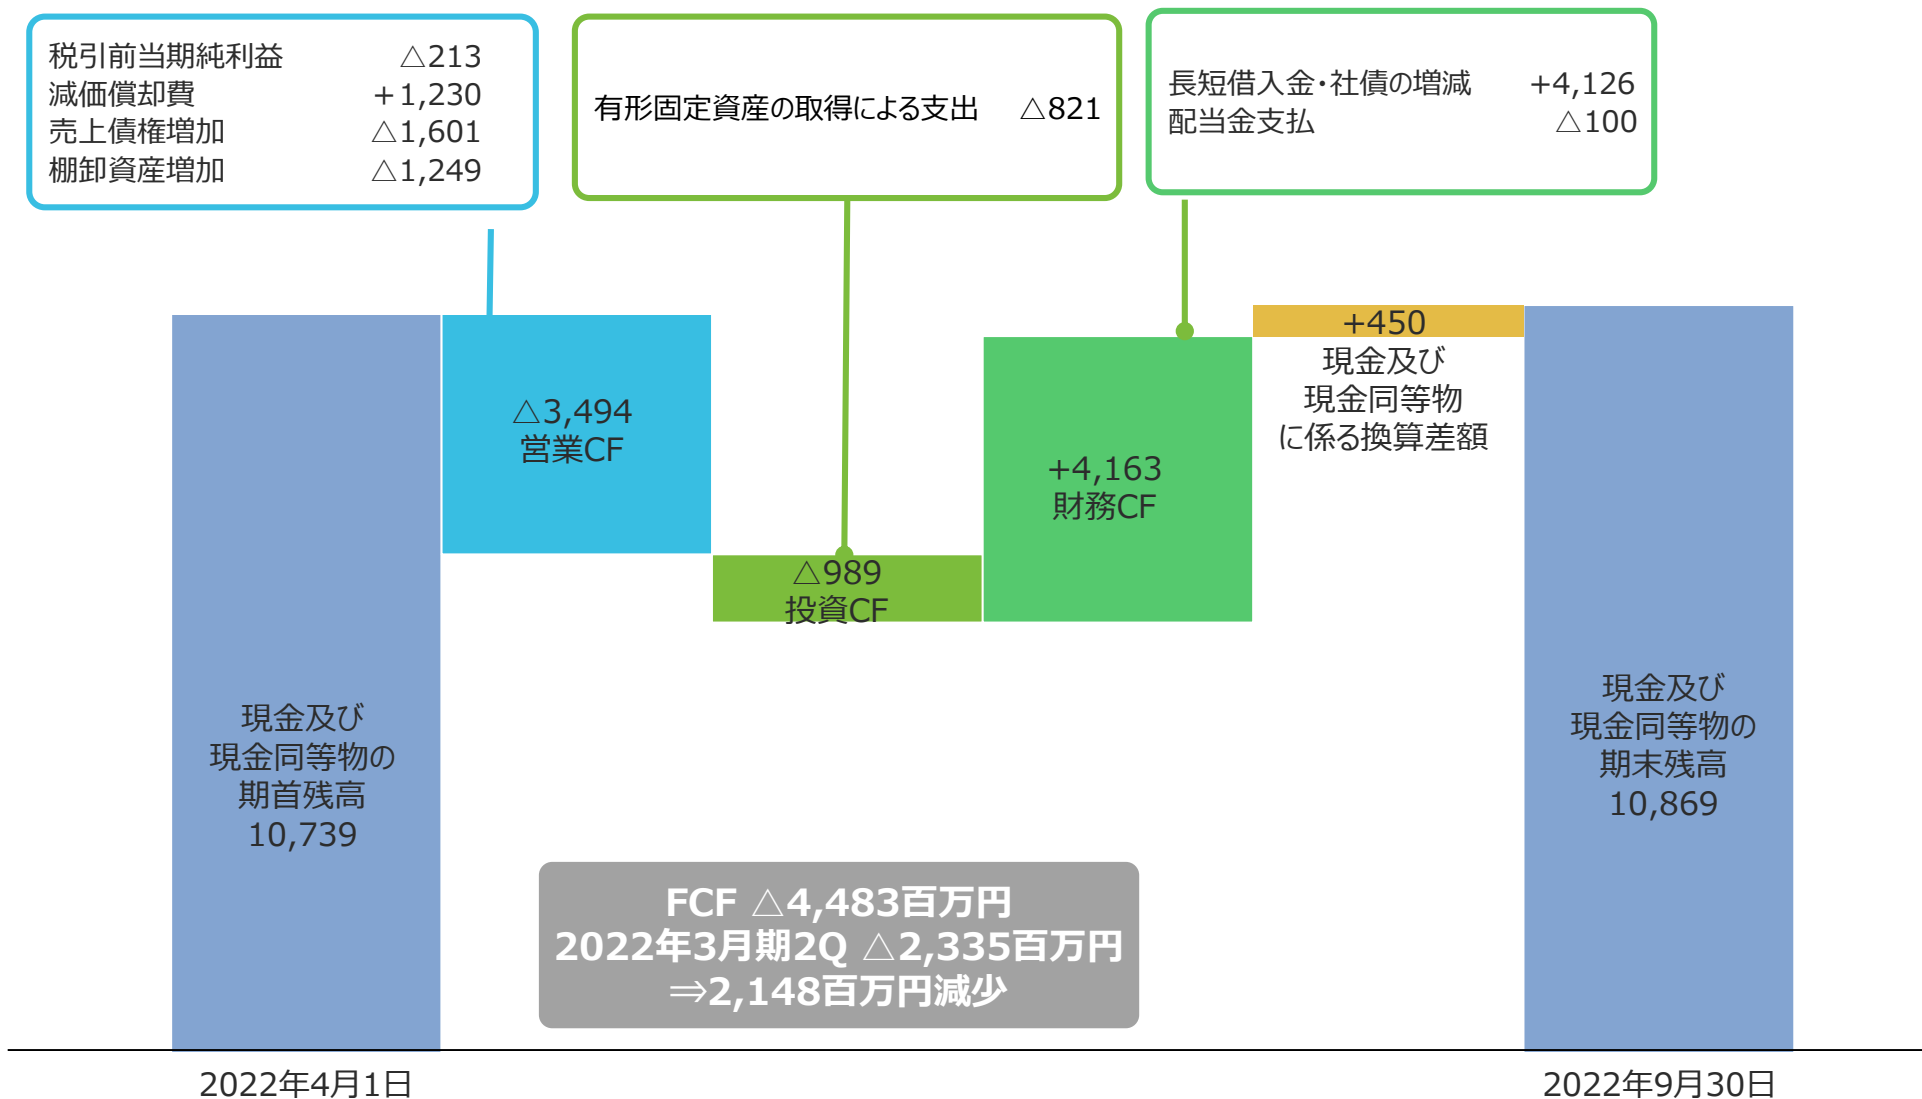 税引前当期純利益 △213
減価償却費 +1,230
売上債権増加 △1,601
棚卸資産増加 △1,249
有形固定資産の取得による支出 △821
長短借入金・社債の増減 +4,126
配当金支払 △100
現金及び
現金同等物の
期首残高
10,739
△3,494
営業CF
△989
投資CF
+4,163
財務CF
+450
現金及び
現金同等物
に係る換算差額
現金及び
現金同等物の
期末残高
10,869
FCF △4,483百万円
2022年3月期2Q △2,335百万円
⇒2,148百万円減少
2022年4月1日
2022年9月30日